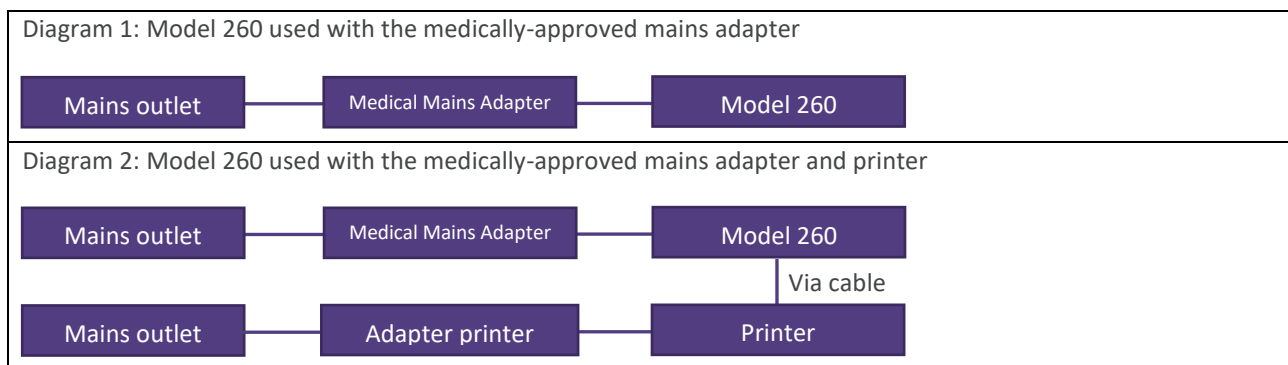 Diagram 1: Model 260 used with the medically-approved mains adapter
Mains outlet Medical Mains Adapter Model 260
Diagram 2: Model 260 used with the medically-approved mains adapter and printer
Mains outlet Medical Mains Adapter Model 260
Via cable
Mains outlet Adapter printer Printer